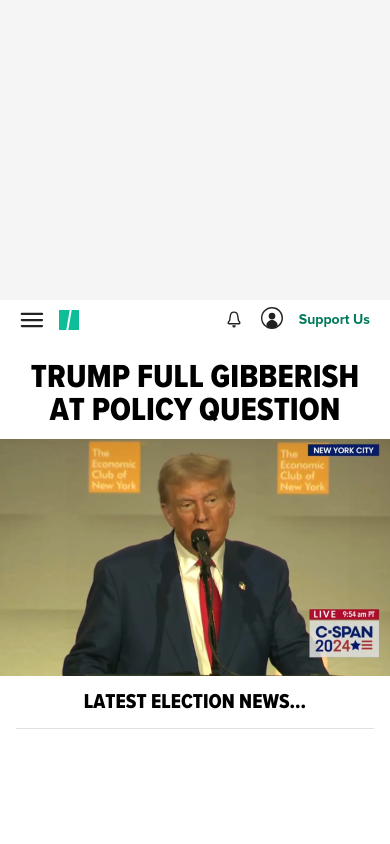 Support Us
TRUMP FULL GIBBERISH
AT POLICY QUESTION
The
Economic
Club of
New York
The
Economic
Club of
New York
NEW YORK CITY
LIVE 9:54 am PT
C-SPAN
2024
LATEST ELECTION NEWS...